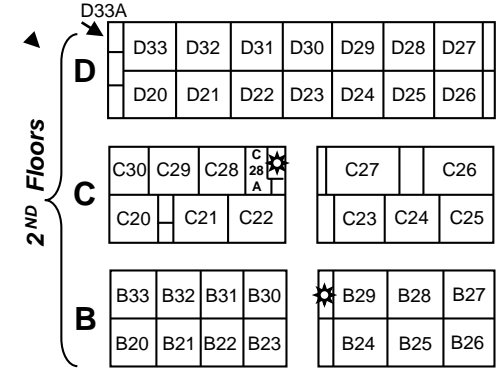 D33A
D33 D32 D31 D30 D29 D28 D27
D
D20 D21 D22 D23 D24 D25 D26
2ND Floors
C30 C29 C28 C 28 A C27 C26
C
C20 C21 C22 C23 C24 C25
B33 B32 B31 B30 B29 B28 B27
B
B20 B21 B22 B23 B24 B25 B26